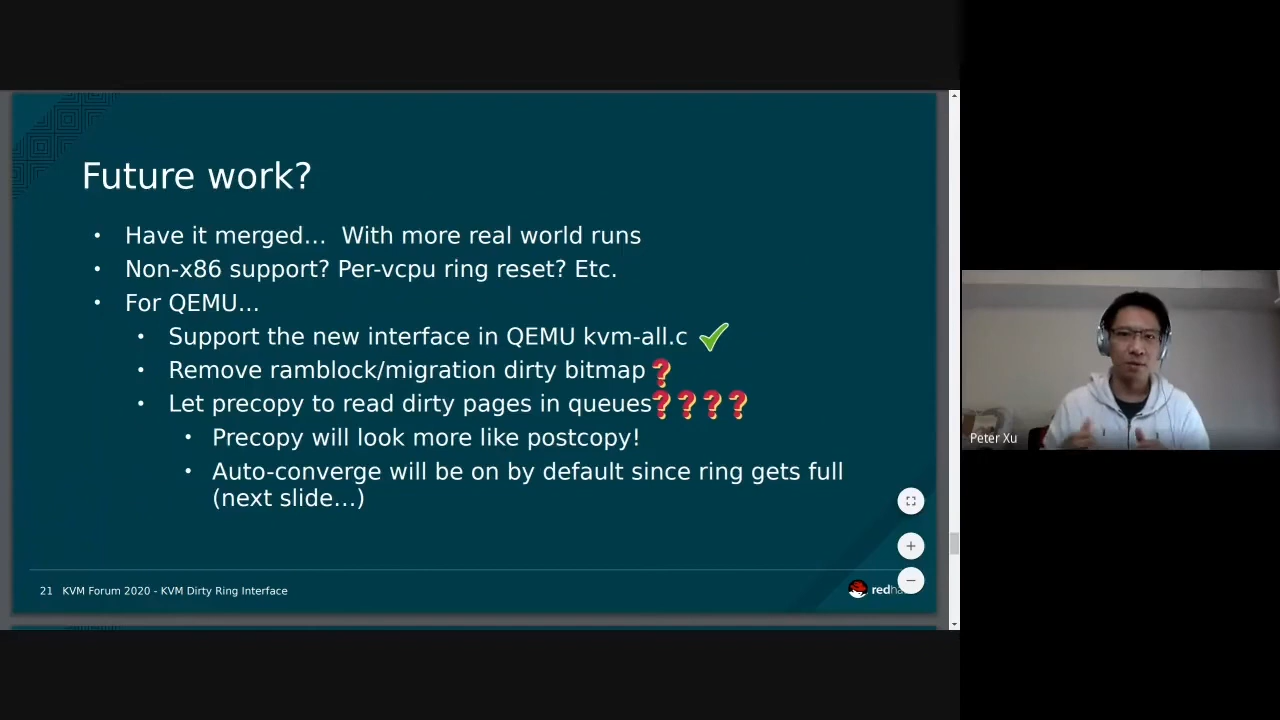 Future work?
• Have it merged... With more real world runs
• Non-x86 support? Per-vcpu ring reset? Etc.
• For QEMU...
• Support the new interface in QEMU kvm-all.c
• Remove ramblock/migration dirty bitmap❓
• Let precopy to read dirty pages in queues❓❓❓❓
• Precopy will look more like postcopy!
• Auto-converge will be on by default since ring gets full
(next slide...)
21 KVM Forum 2020 - KVM Dirty Ring Interface
Peter Xu